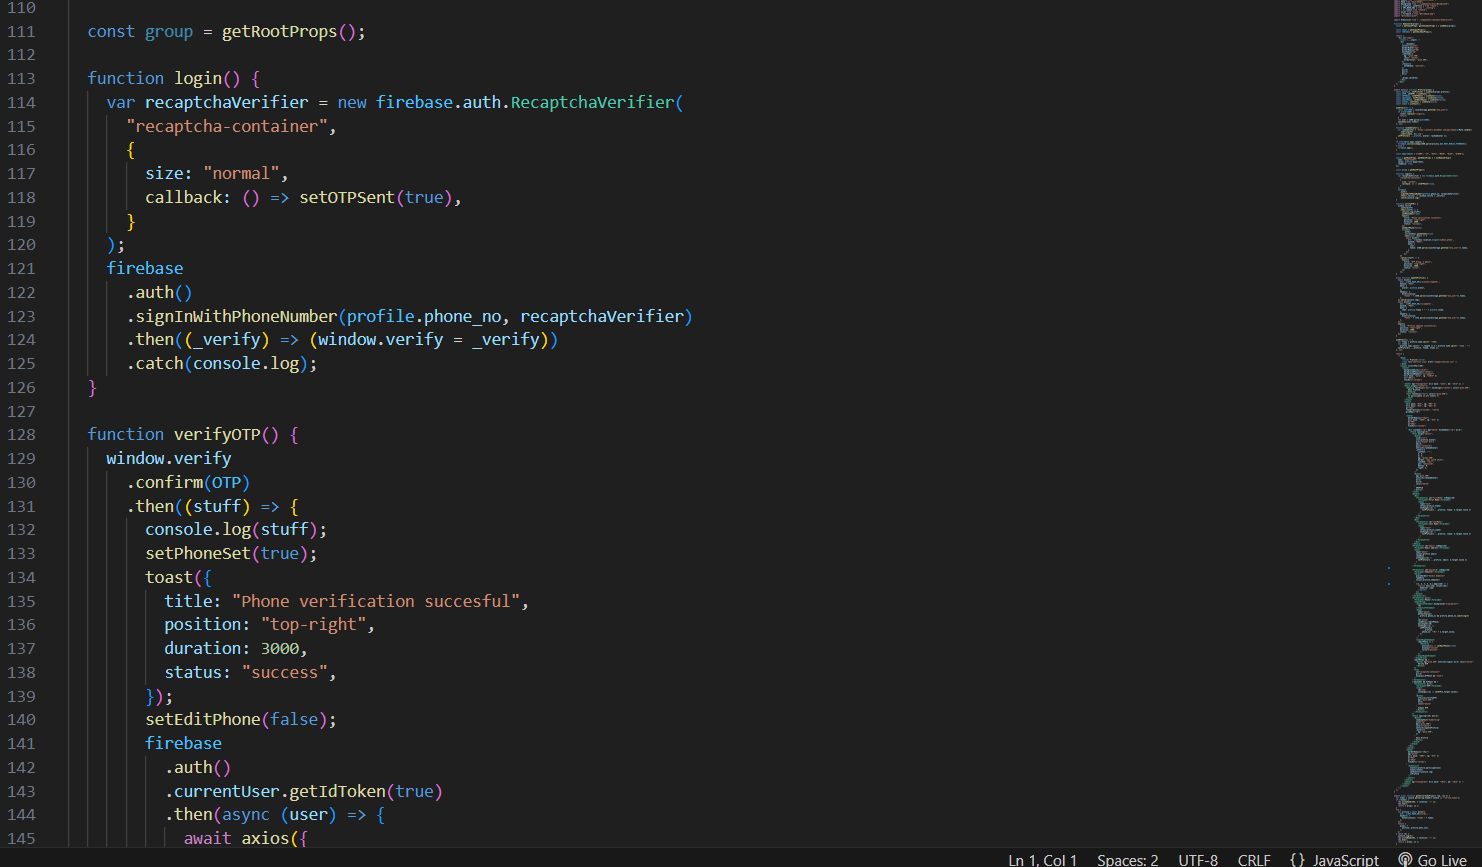 110
111 const group = getRootProps();
112
113 function login() {
114 var recaptchaVerifier = new firebase.auth.RecaptchaVerifier(
115 "recaptcha-container",
116 {
117 size: "normal",
118 callback: () => setOTPSent(true),
119 }
120 );
121 firebase
122 .auth()
123 .signInWithPhoneNumber(profile.phone_no, recaptchaVerifier)
124 .then((_verify) => (window.verify = _verify))
125 .catch(console.log);
126 }
127
128 function verifyOTP() {
129 window.verify
130 .confirm(OTP)
131 .then((stuff) => {
132 console.log(stuff);
133 setPhoneSet(true);
134 toast({
135 title: "Phone verification succesful",
136 position: "top-right",
137 duration: 3000,
138 status: "success",
139 });
140 setEditPhone(false);
141 firebase
142 .auth()
143 .currentUser.getIdToken(true)
144 .then(async (user) => {
145 await axios({
Ln 1, Col 1 Spaces: 2 UTF-8 CRLF {} JavaScript Go Live